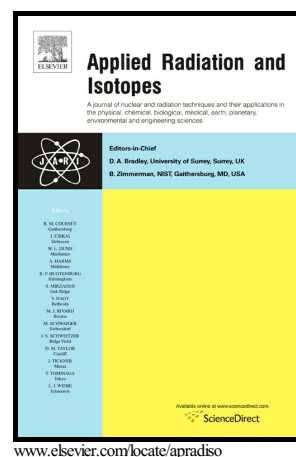 ELSEVIER
Applied Radiation and
Isotopes
A journal of nuclear and radiation techniques and their applications in
the physical, chemical, biological, medical, earth, planetary,
environmental and engineering sciences
JARI
Editors-in-Chief
D. A. Bradley, University of Surrey, Surrey, UK
B. Zimmerman, NIST, Gaithersburg, MD, USA
Editors
B. M. COURSEY
Gaithersburg
J. CSIKAI
Debrecen
W. L. DUNN
Manhattan
A. HARMS
Middlesex
R. P. HUGTENBURG
Birmingham
S. MIRZADEH
Oak Ridge
Y. NAGY
Bethesda
M. J. RIVARD
Boston
M. SCHWAIGER
Seibersdorf
J. S. SCHWEITZER
Ridge Field
D. M. TAYLOR
Cardiff
J. TICKNER
Menai
T. TOMINAGA
Tokyo
L. I. WIEBE
Edmonton
Available online at www.sciencedirect.com
ScienceDirect
www.elsevier.com/locate/apradiso